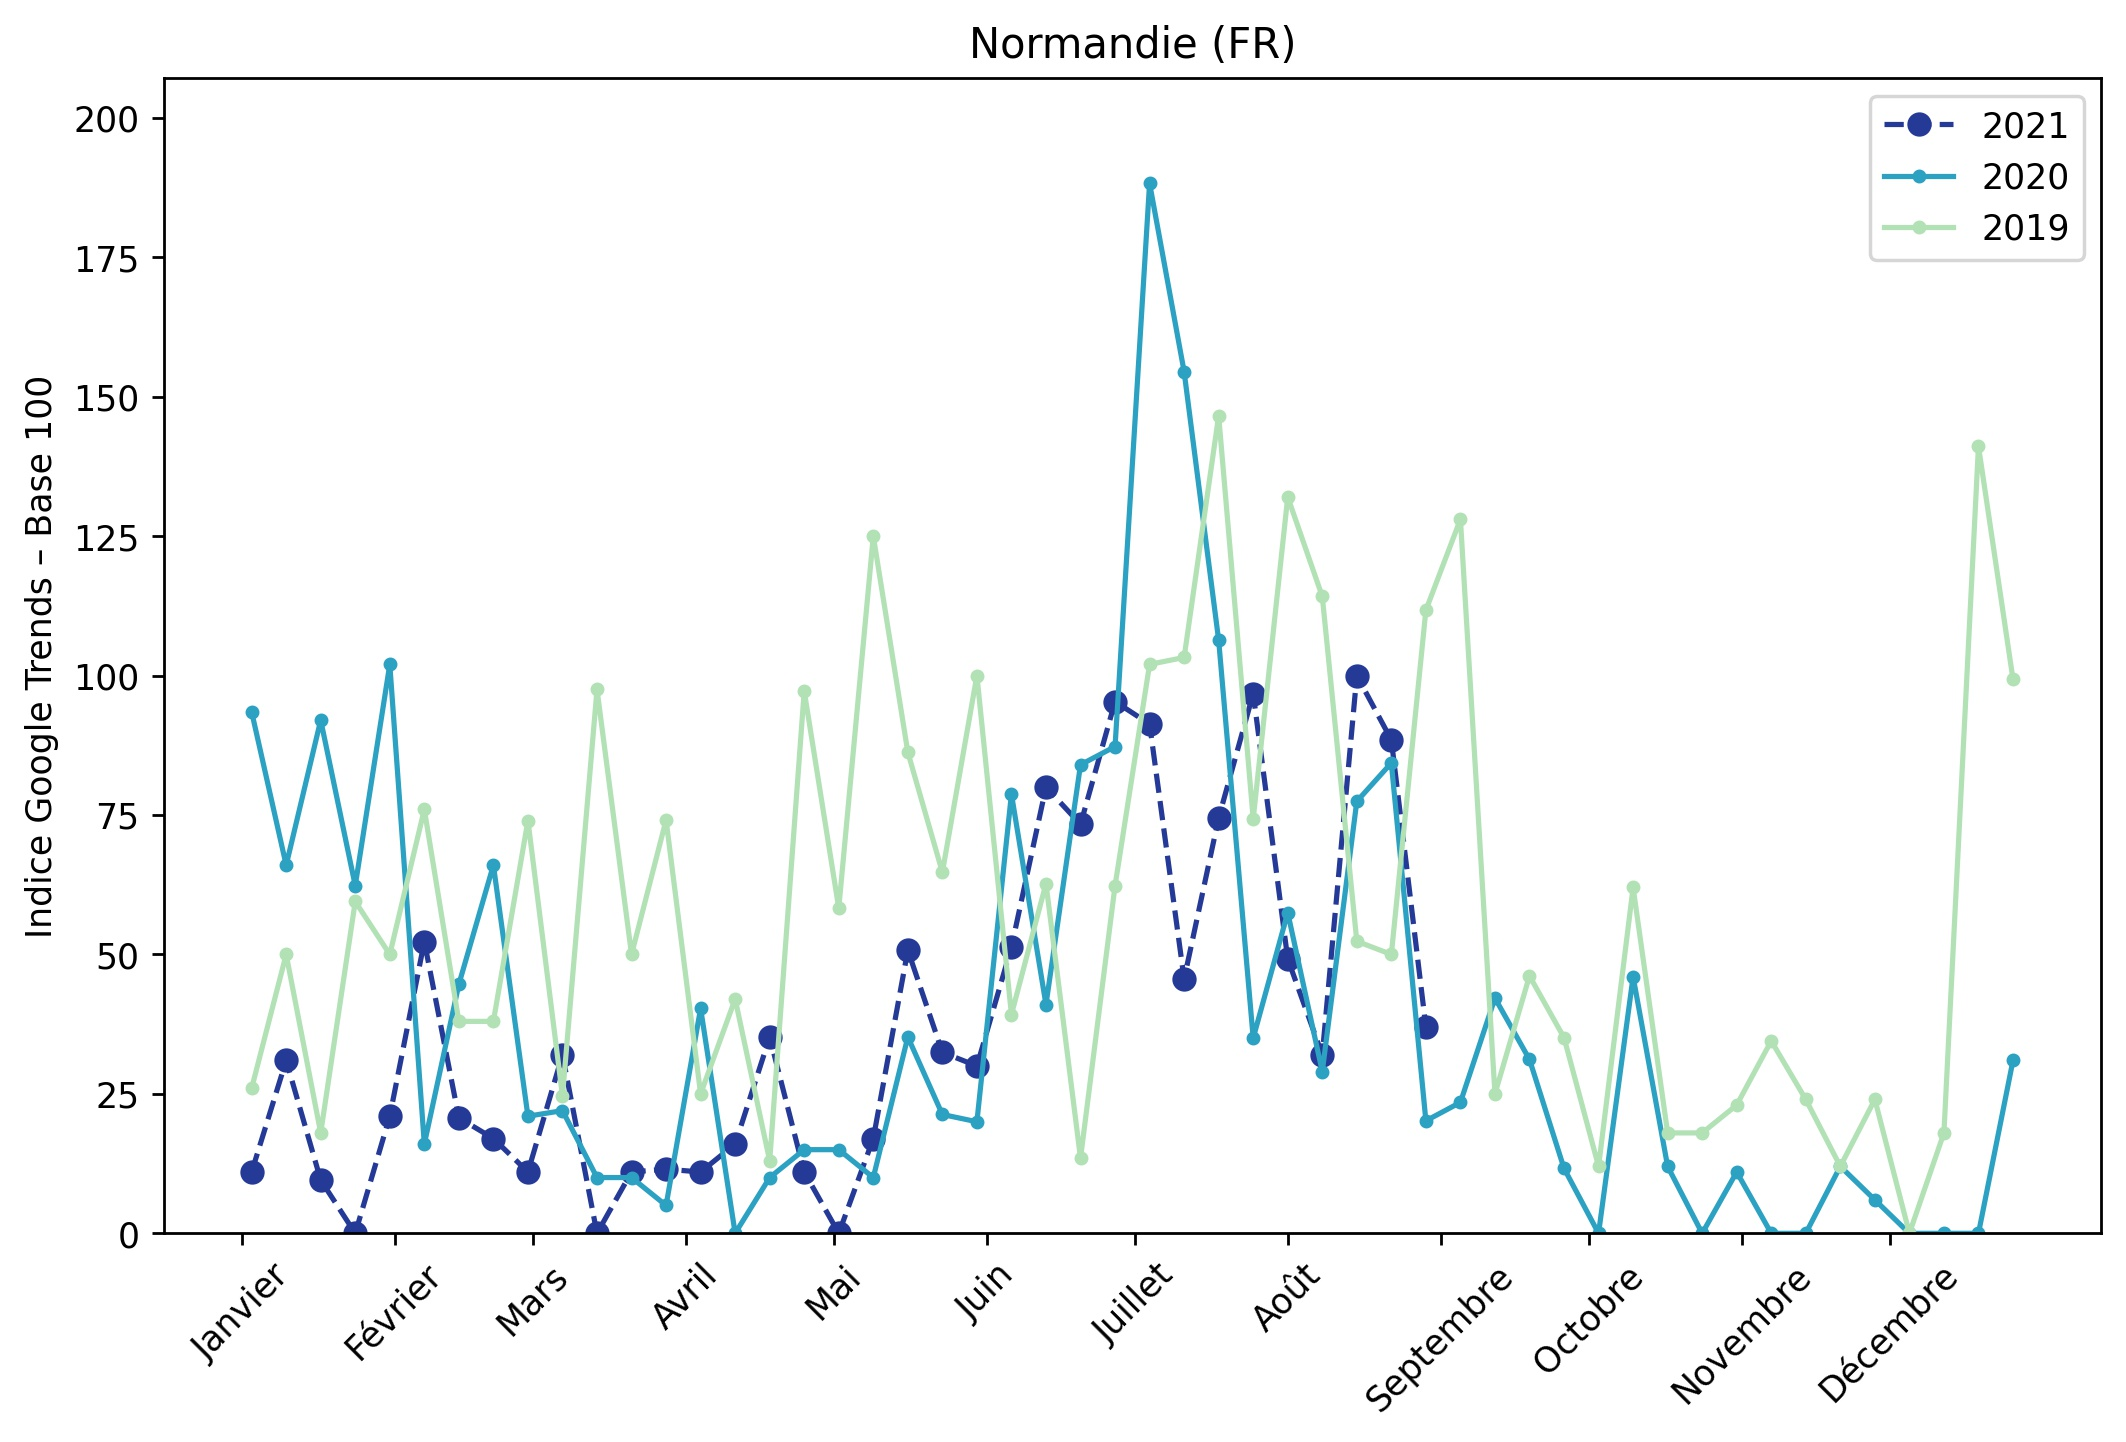 Normandie (FR)
Indice Google Trends – Base 100
200
175
150
125
100
75
50
25
0
2021
2020
2019
Janvier
Février
Mars
Avril
Mai
Juin
Juillet
Août
Septembre
Octobre
Novembre
Décembre